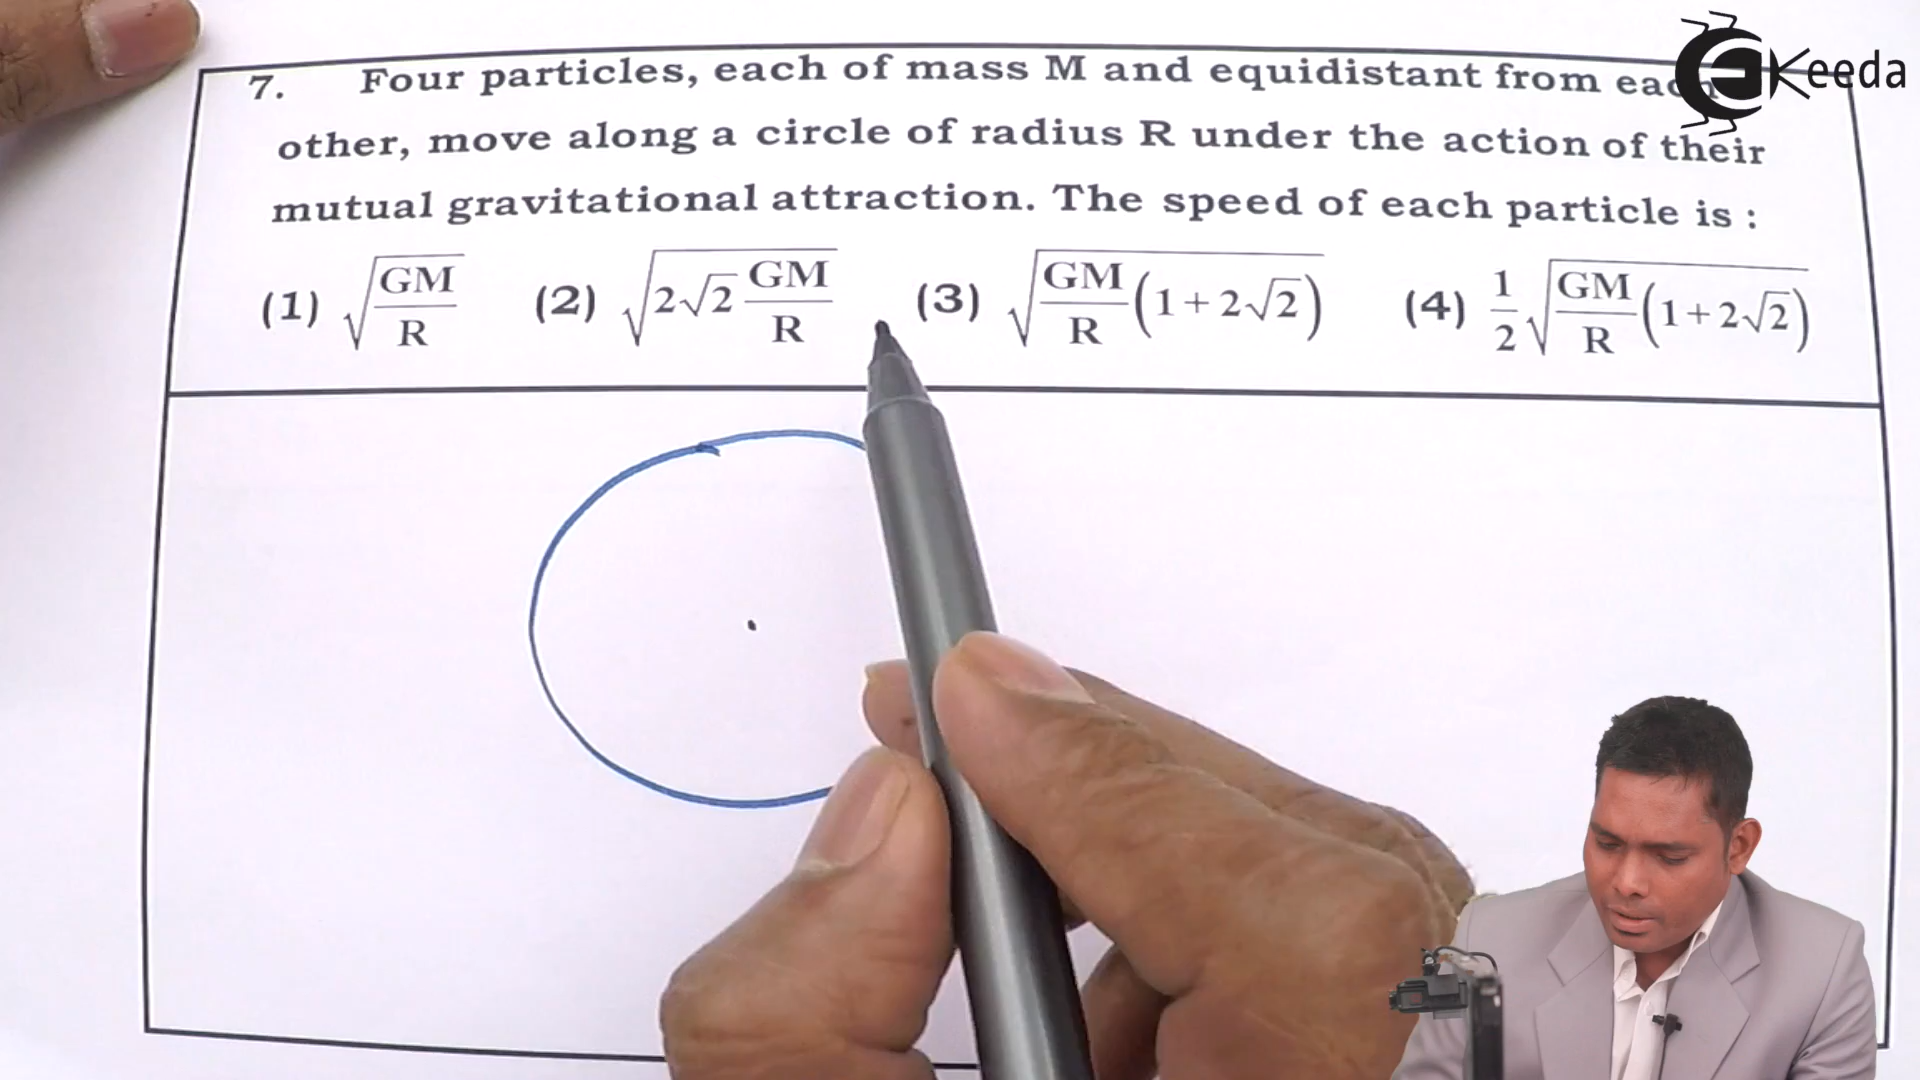 Keeda
7. Four particles, each of mass M and equidistant from each
other, move along a circle of radius R under the action of their
mutual gravitational attraction. The speed of each particle is :
(1) √(GM/R) (2) √(2√2 GM/R) (3) √(GM/R (1+2√2)) (4) 1/2 √(GM/R (1+2√2))